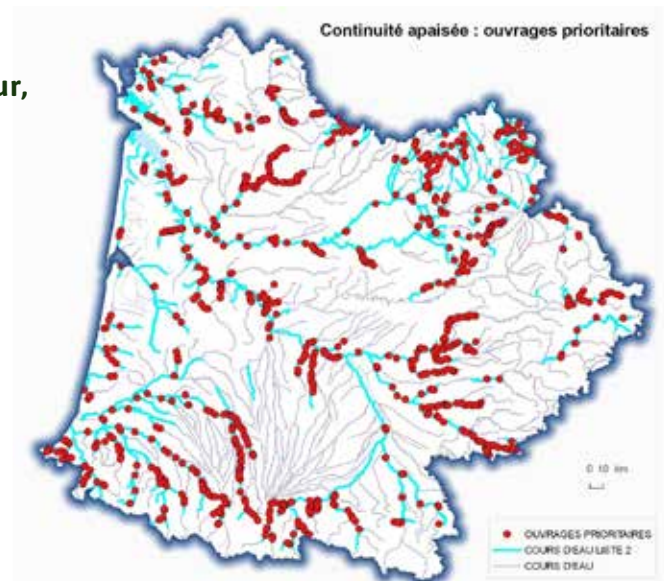 Continuité apaisée : ouvrages prioritaires
ur,
0 10 km
OUVRAGES PRIORITAIRES
COURS D'EAU LISTE 2
COURS D'EAU